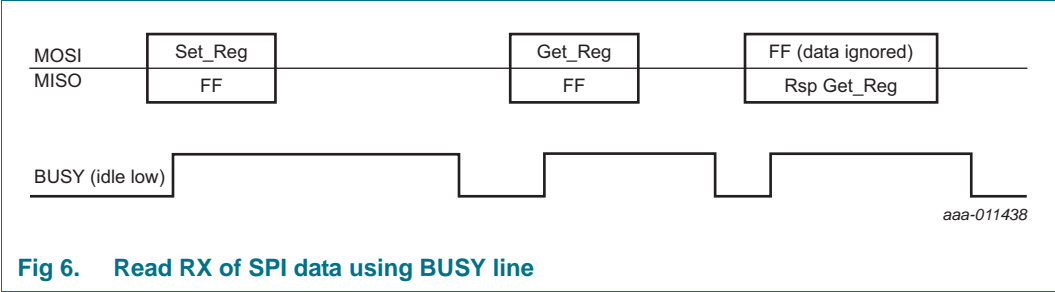 MOSI
MISO
Set_Reg
FF
Get_Reg
FF
FF (data ignored)
Rsp Get_Reg
BUSY (idle low)
aaa-011438
Fig 6. Read RX of SPI data using BUSY line